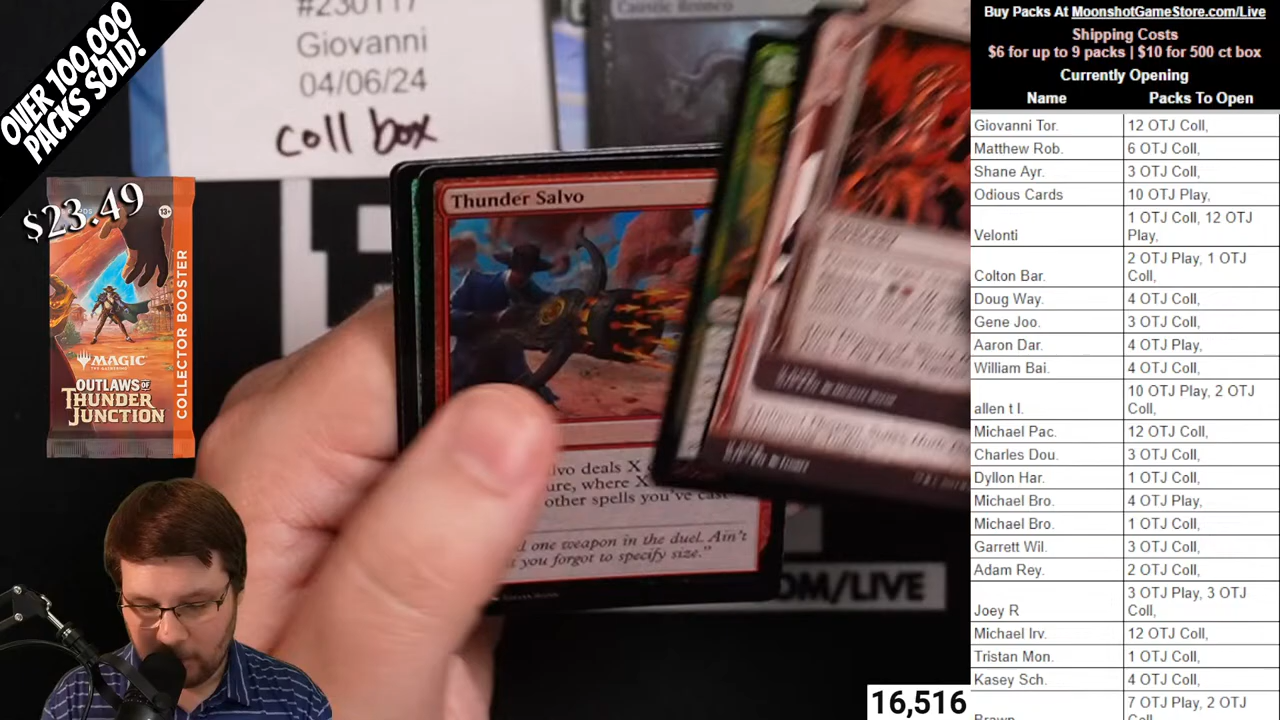 OVER 100,000
PACKS SOLD!
#230117
Giovanni
04/06/24
coll box
Caustic Bronco
Thunder Salvo
Salvo deals X
ure, where X
other spells you've cast
one weapon in the duel. Ain't
you forgot to specify size."
.COM/LIVE
$23.49
13+
MAGIC
THE GATHERING
OUTLAWS OF
THUNDER
JUNCTION
COLLECTOR BOOSTER
16,516
Buy Packs At MoonshotGameStore.com/Live
Shipping Costs
$6 for up to 9 packs | $10 for 500 ct box
Currently Opening
Name Packs To Open
Giovanni Tor. 12 OTJ Coll,
Matthew Rob. 6 OTJ Coll,
Shane Ayr. 3 OTJ Coll,
Odious Cards 10 OTJ Play,
Velonti 1 OTJ Coll, 12 OTJ
Play,
Colton Bar. 2 OTJ Play, 1 OTJ
Coll,
Doug Way. 4 OTJ Coll,
Gene Joo. 3 OTJ Coll,
Aaron Dar. 4 OTJ Play,
William Bai. 4 OTJ Coll,
allen t l. 10 OTJ Play, 2 OTJ
Coll,
Michael Pac. 12 OTJ Coll,
Charles Dou. 3 OTJ Coll,
Dyllon Har. 1 OTJ Coll,
Michael Bro. 4 OTJ Play,
Michael Bro. 1 OTJ Coll,
Garrett Wil. 3 OTJ Coll,
Adam Rey. 2 OTJ Coll,
Joey R 3 OTJ Play, 3 OTJ
Coll,
Michael Irv. 12 OTJ Coll,
Tristan Mon. 1 OTJ Coll,
Kasey Sch. 4 OTJ Coll,
7 OTJ Play, 2 OTJ